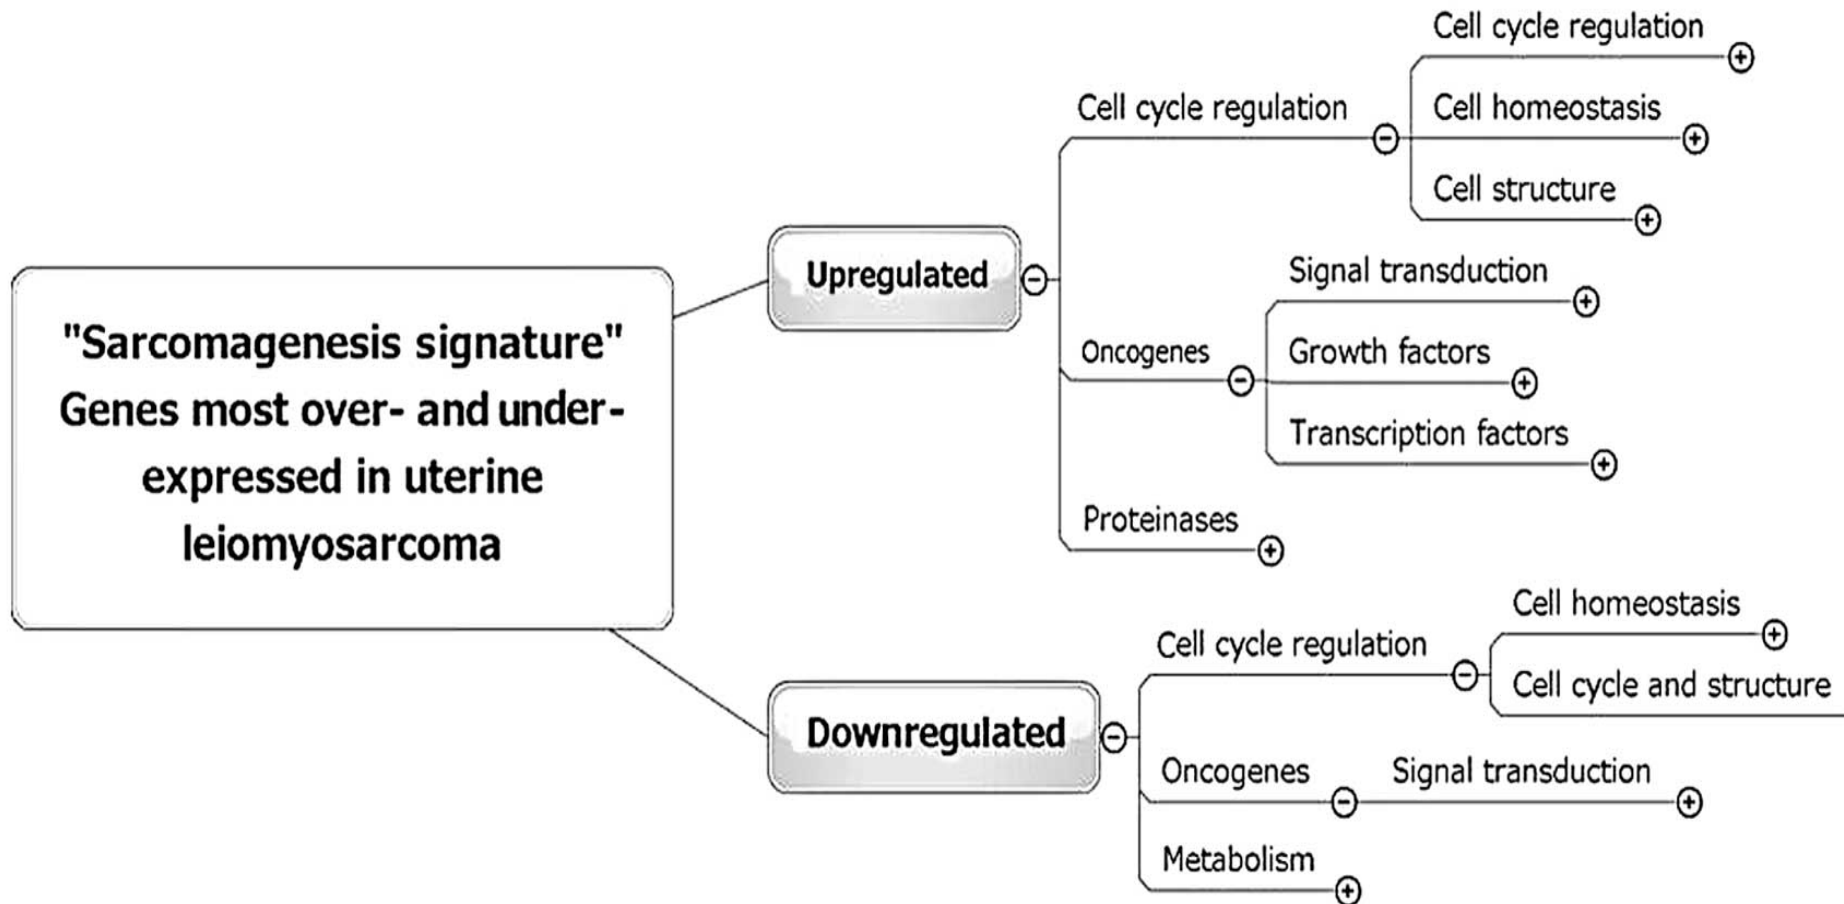 "Sarcomagenesis signature"
Genes most over- and under-
expressed in uterine
leiomyosarcoma
Upregulated
Cell cycle regulation
Cell cycle regulation
Cell homeostasis
Cell structure
Oncogenes
Signal transduction
Growth factors
Transcription factors
Proteinases
Downregulated
Cell cycle regulation
Cell homeostasis
Cell cycle and structure
Oncogenes
Signal transduction
Metabolism